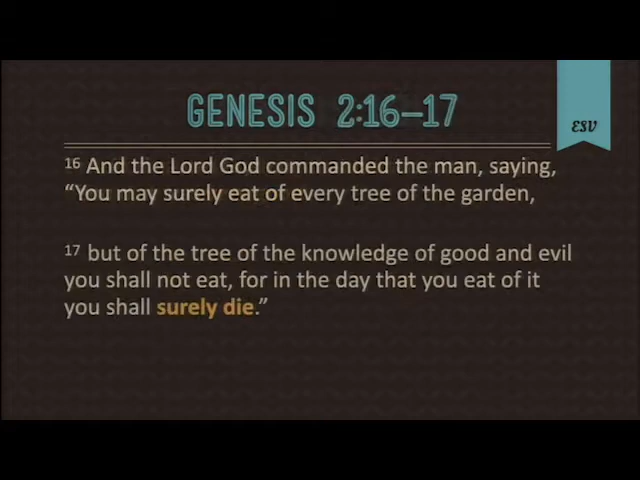 GENESIS 2:16–17
ESV
16 And the Lord God commanded the man, saying,
“You may surely eat of every tree of the garden,
17 but of the tree of the knowledge of good and evil
you shall not eat, for in the day that you eat of it
you shall surely die.”